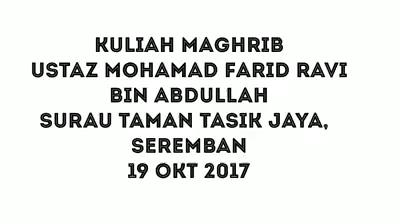 KULIAH MAGHRIB
USTAZ MOHAMAD FARID RAVI
BIN ABDULLAH
SURAU TAMAN TASIK JAYA,
SEREMBAN
19 OKT 2017